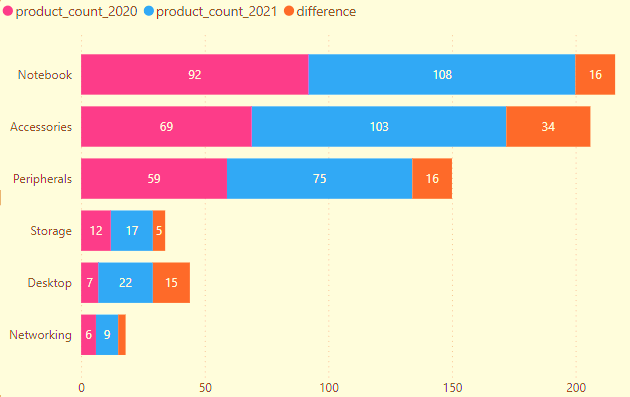 product_count_2020 product_count_2021 difference
Notebook 92 108 16
Accessories 69 103 34
Peripherals 59 75 16
Storage 12 17 5
Desktop 7 22 15
Networking 6 9
0 50 100 150 200